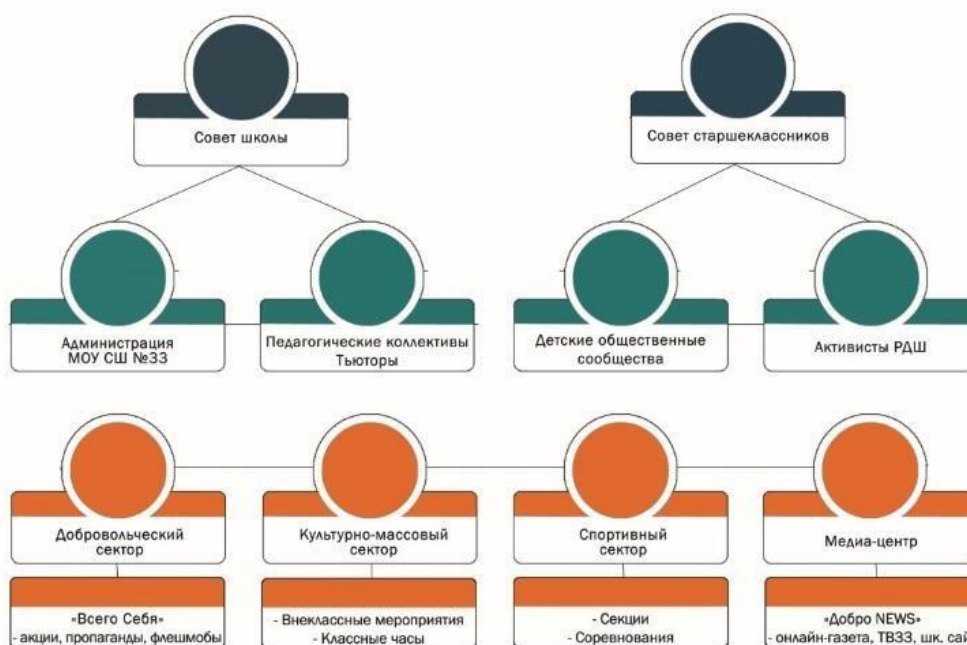 Совет школы
Совет старшеклассников
Администрация
МОУ СШ №33
Педагогические коллективы
Тьюторы
Детские общественные
сообщества
Активисты РДШ
Добровольческий
сектор
Культурно-массовый
сектор
Спортивный
сектор
Медиа-центр
«Всего Себя»
- акции, пропаганды, флешмобы
- Внеклассные мероприятия
- Классные часы
- Секции
- Соревнования
«Добро NEWS»
- онлайн-газета, ТВ33, шк. сай